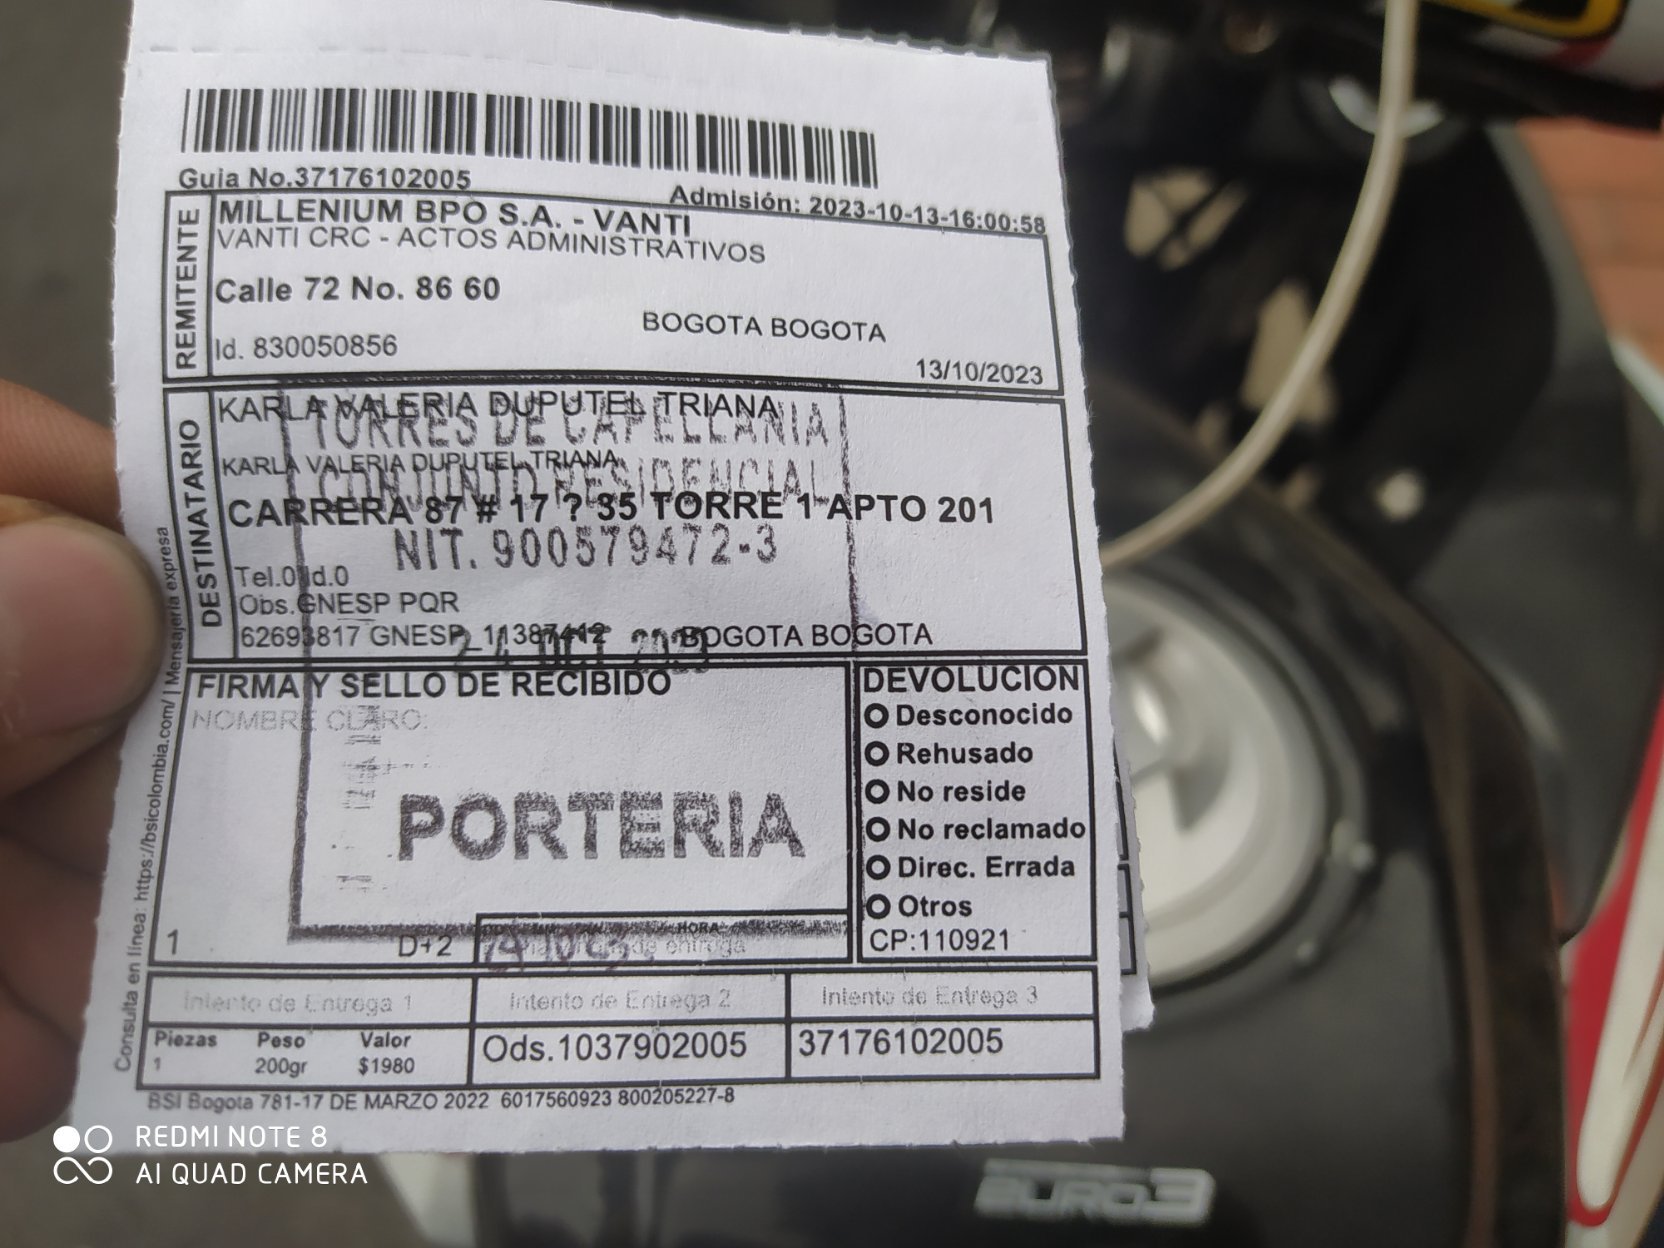 Guia No.37176102005
Admisión: 2023-10-13-16:00:58
REMITENTE
MILLENIUM BPO S.A. - VANTI
VANTI CRC - ACTOS ADMINISTRATIVOS
Calle 72 No. 86 60
BOGOTA BOGOTA
Id. 830050856
13/10/2023
DESTINATARIO
KARLA VALERIA DUPUTEL TRIANA
TORRES DE CAPELLANIA
KARLA VALERIA DUPUTEL TRIANA
CONJUNTO RESIDENCIAL
CARRERA 87 # 17 ? 35 TORRE 1 APTO 201
NIT. 900579472-3
Tel.0 Id.0
Obs.GNESP PQR
62693817 GNESP_11387412 BOGOTA BOGOTA
OCT
FIRMA Y SELLO DE RECIBIDO
NOMBRE CLARO:
PORTERIA
1
D+2
HORA
de entrega
DEVOLUCION
Desconocido
Rehusado
No reside
No reclamado
Direc. Errada
Otros
CP:110921
Intento de Entrega 1
Intento de Entrega 2
Intento de Entrega 3
Piezas Peso Valor
1 200gr $1980
Ods.1037902005
37176102005
BSI Bogota 781-17 DE MARZO 2022 6017560923 800205227-8
Consulta en línea: https://bsicolombia.com/ | Mensajería expresa
REDMI NOTE 8
AI QUAD CAMERA
EURO3